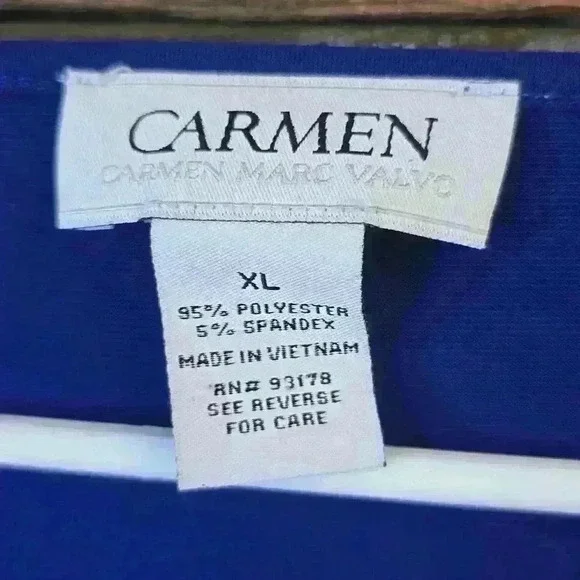 CARMEN
CARMEN MARC VALVO
XL
95% POLYESTER
5% SPANDEX
MADE IN VIETNAM
RN# 93178
SEE REVERSE
FOR CARE